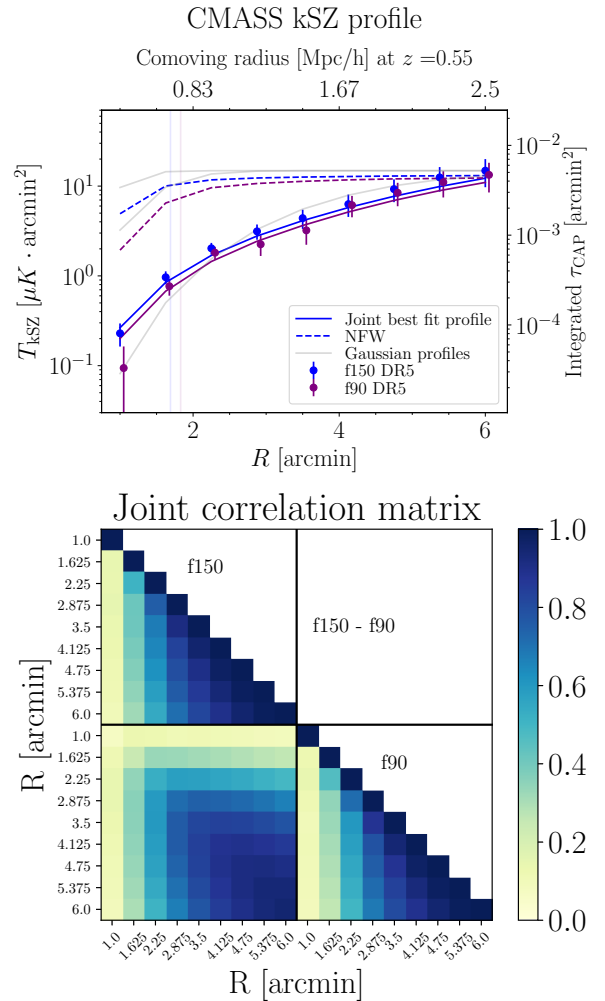 CMASS kSZ profile
Comoving radius [Mpc/h] at z =0.55
0.83 1.67 2.5
T_kSZ [μK · arcmin²]
10¹
10⁰
10⁻¹
10⁻²
10⁻³
10⁻⁴
Integrated τ_CAP [arcmin²]
Joint best fit profile
NFW
Gaussian profiles
f150 DR5
f90 DR5
2 4 6
R [arcmin]
Joint correlation matrix
R [arcmin]
1.0
1.625
2.25
2.875
3.5
4.125
4.75
5.375
6.0
1.0
1.625
2.25
2.875
3.5
4.125
4.75
5.375
6.0
f150
f150 - f90
f90
1.0 1.625 2.25 2.875 3.5 4.125 4.75 5.375 6.0 1.0 1.625 2.25 2.875 3.5 4.125 4.75 5.375 6.0
R [arcmin]
1.0
0.8
0.6
0.4
0.2
0.0